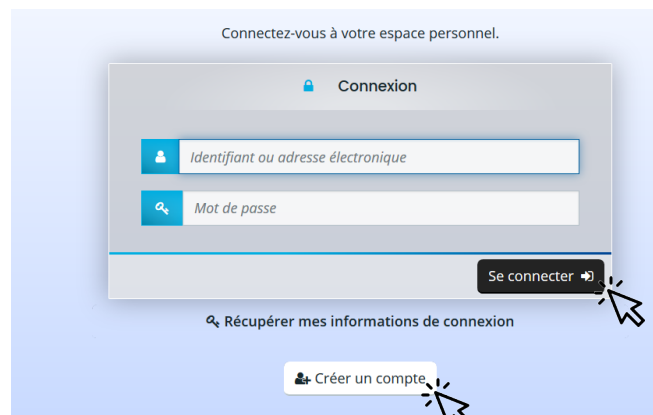 Connectez-vous à votre espace personnel.
Connexion
Identifiant ou adresse électronique
Mot de passe
Se connecter
Récupérer mes informations de connexion
Créer un compte